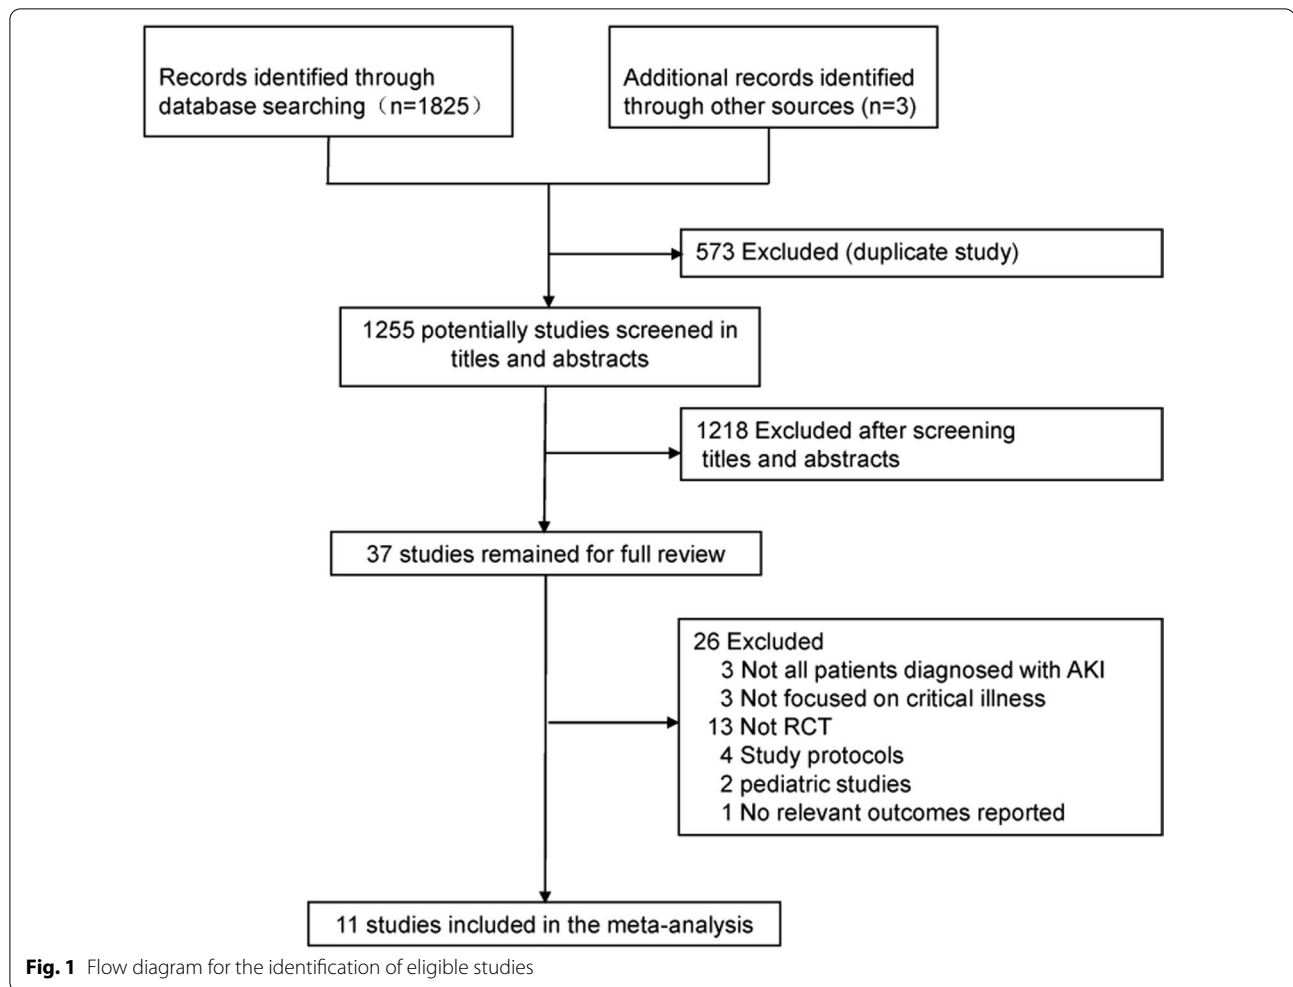 Records identified through
database searching（n=1825）
Additional records identified
through other sources (n=3)
573 Excluded (duplicate study)
1255 potentially studies screened in
titles and abstracts
1218 Excluded after screening
titles and abstracts
37 studies remained for full review
26 Excluded
3 Not all patients diagnosed with AKI
3 Not focused on critical illness
13 Not RCT
4 Study protocols
2 pediatric studies
1 No relevant outcomes reported
11 studies included in the meta-analysis
Fig. 1 Flow diagram for the identification of eligible studies